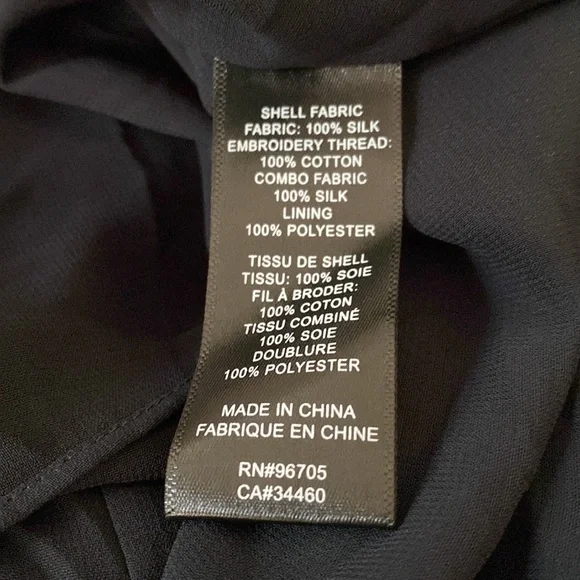 SHELL FABRIC
FABRIC: 100% SILK
EMBROIDERY THREAD:
100% COTTON
COMBO FABRIC
100% SILK
LINING
100% POLYESTER
TISSU DE SHELL
TISSU: 100% SOIE
FIL À BRODER:
100% COTON
TISSU COMBINÉ
100% SOIE
DOUBLURE
100% POLYESTER
MADE IN CHINA
FABRIQUE EN CHINE
RN#96705
CA#34460